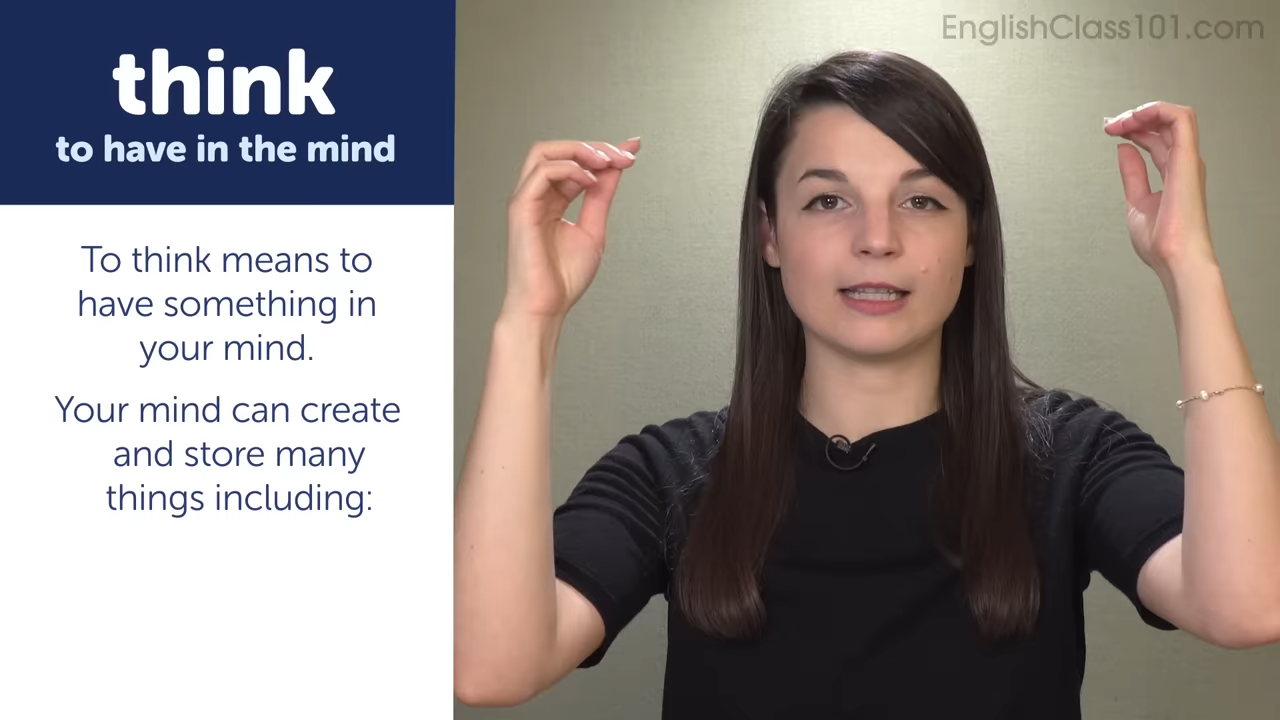 think
to have in the mind
To think means to
have something in
your mind.
Your mind can create
and store many
things including:
EnglishClass101.com